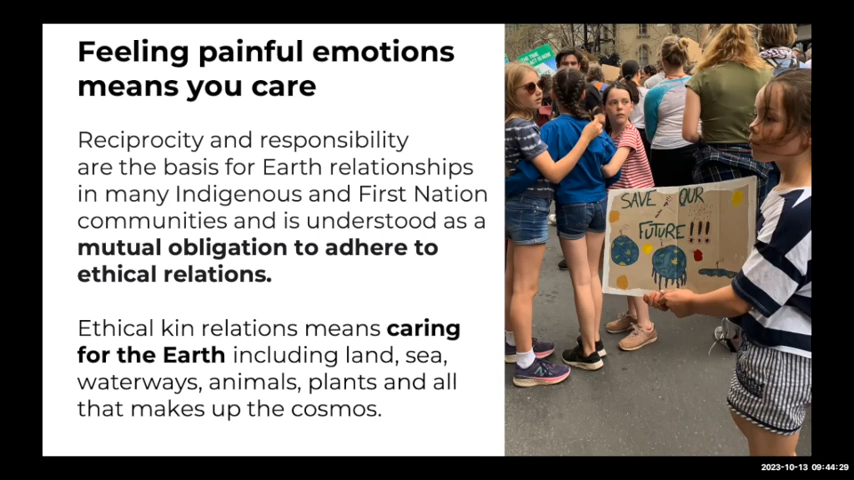 Feeling painful emotions
means you care
Reciprocity and responsibility
are the basis for Earth relationships
in many Indigenous and First Nation
communities and is understood as a
mutual obligation to adhere to
ethical relations.
Ethical kin relations means caring
for the Earth including land, sea,
waterways, animals, plants and all
that makes up the cosmos.
SAVE OUR
FUTURE!!!
2023-10-13 09:44:29